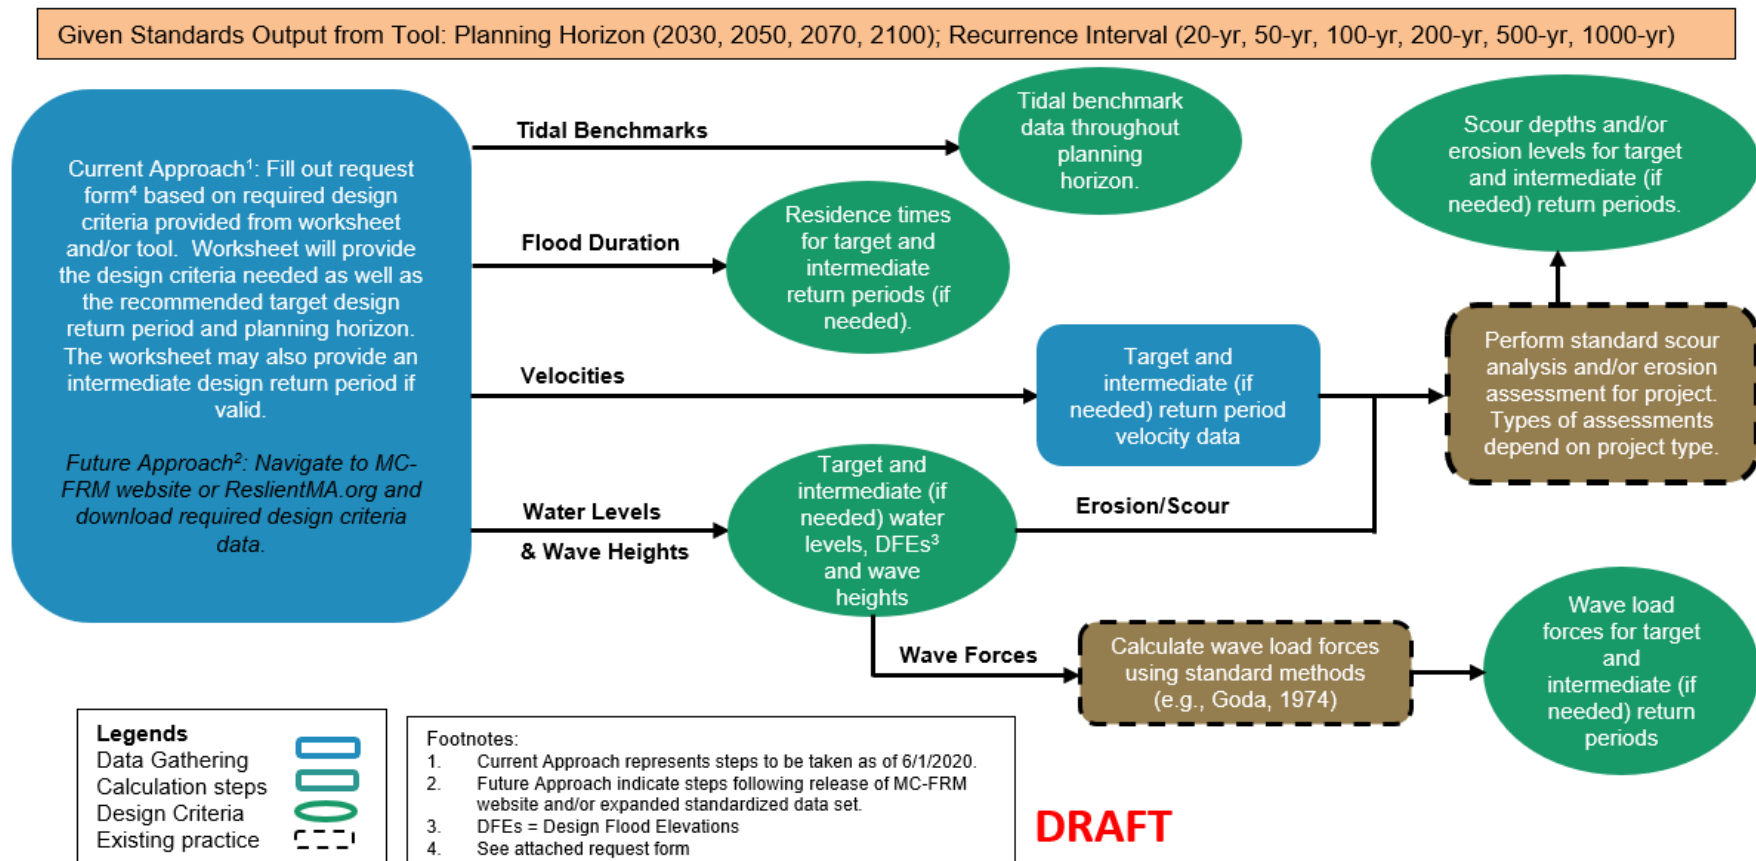 Given Standards Output from Tool: Planning Horizon (2030, 2050, 2070, 2100); Recurrence Interval (20-yr, 50-yr, 100-yr, 200-yr, 500-yr, 1000-yr)
Current Approach¹: Fill out request
form⁴ based on required design
criteria provided from worksheet
and/or tool. Worksheet will provide
the design criteria needed as well as
the recommended target design
return period and planning horizon.
The worksheet may also provide an
intermediate design return period if
valid.
Future Approach²: Navigate to MC-
FRM website or ReslientMA.org and
download required design criteria
data.
Tidal Benchmarks
Tidal benchmark
data throughout
planning
horizon.
Flood Duration
Residence times
for target and
intermediate
return periods (if
needed).
Velocities
Target and
intermediate (if
needed) return period
velocity data
Water Levels
& Wave Heights
Target and
intermediate (if
needed) water
levels, DFEs³
and wave
heights
Erosion/Scour
Perform standard scour
analysis and/or erosion
assessment for project.
Types of assessments
depend on project type.
Scour depths and/or
erosion levels for target
and intermediate (if
needed) return periods.
Wave Forces
Calculate wave load forces
using standard methods
(e.g., Goda, 1974)
Wave load
forces for target
and
intermediate (if
needed) return
periods
Legends
Data Gathering
Calculation steps
Design Criteria
Existing practice
Footnotes:
1. Current Approach represents steps to be taken as of 6/1/2020.
2. Future Approach indicate steps following release of MC-FRM
website and/or expanded standardized data set.
3. DFEs = Design Flood Elevations
4. See attached request form
DRAFT